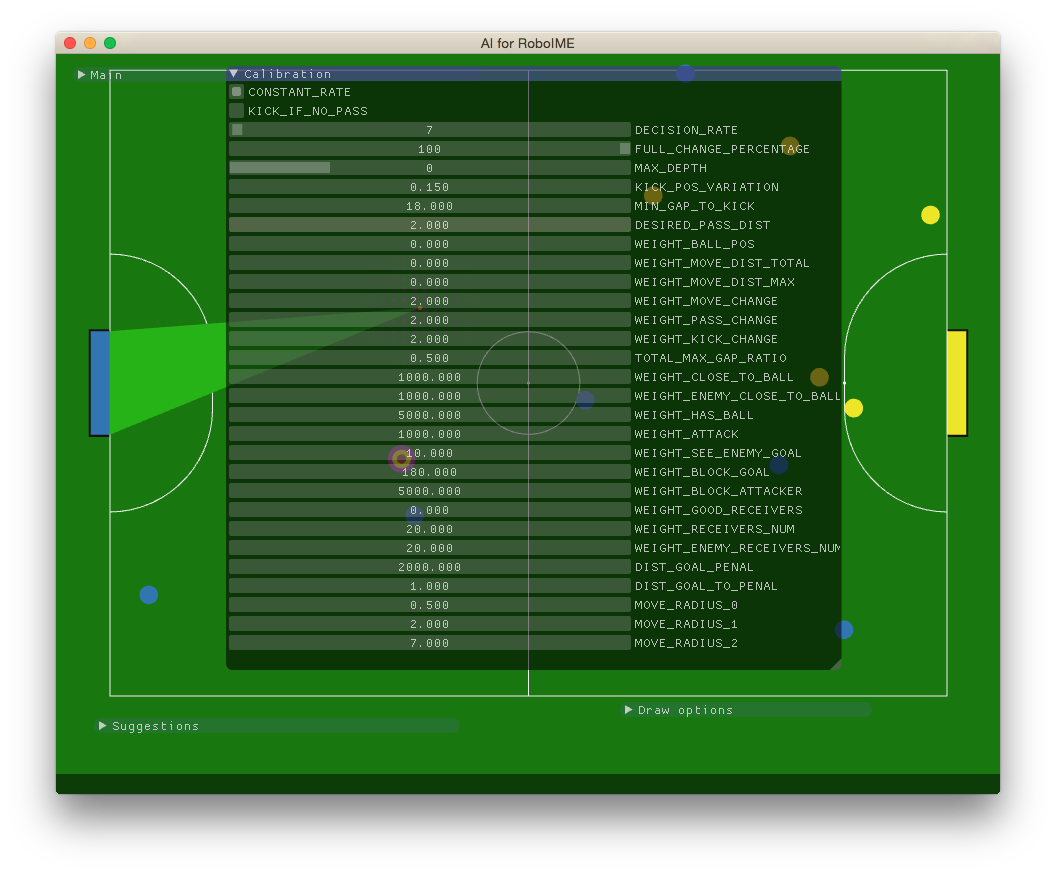 AI for RoboIME
Main
Calibration
CONSTANT_RATE
KICK_IF_NO_PASS
7 DECISION_RATE
100 FULL_CHANGE_PERCENTAGE
0 MAX_DEPTH
0.150 KICK_POS_VARIATION
18.000 MIN_GAP_TO_KICK
2.000 DESIRED_PASS_DIST
0.000 WEIGHT_BALL_POS
0.000 WEIGHT_MOVE_DIST_TOTAL
0.000 WEIGHT_MOVE_DIST_MAX
2.000 WEIGHT_MOVE_CHANGE
2.000 WEIGHT_PASS_CHANGE
2.000 WEIGHT_KICK_CHANGE
0.500 TOTAL_MAX_GAP_RATIO
1000.000 WEIGHT_CLOSE_TO_BALL
1000.000 WEIGHT_ENEMY_CLOSE_TO_BALL
5000.000 WEIGHT_HAS_BALL
1000.000 WEIGHT_ATTACK
10.000 WEIGHT_SEE_ENEMY_GOAL
180.000 WEIGHT_BLOCK_GOAL
5000.000 WEIGHT_BLOCK_ATTACKER
0.000 WEIGHT_GOOD_RECEIVERS
20.000 WEIGHT_RECEIVERS_NUM
20.000 WEIGHT_ENEMY_RECEIVERS_NUM
2000.000 DIST_GOAL_PENAL
1.000 DIST_GOAL_TO_PENAL
0.500 MOVE_RADIUS_0
2.000 MOVE_RADIUS_1
7.000 MOVE_RADIUS_2
Draw options
Suggestions